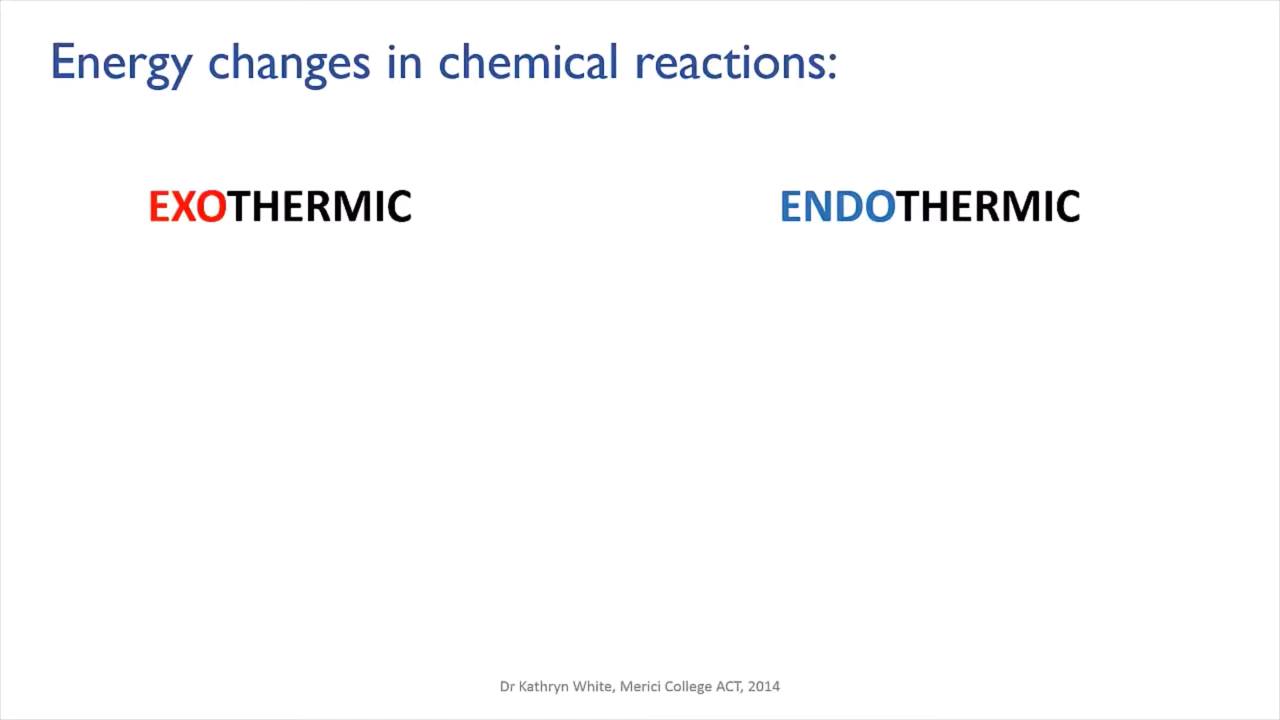 Energy changes in chemical reactions:
EXOTHERMIC
ENDOTHERMIC
Dr Kathryn White, Merici College ACT, 2014